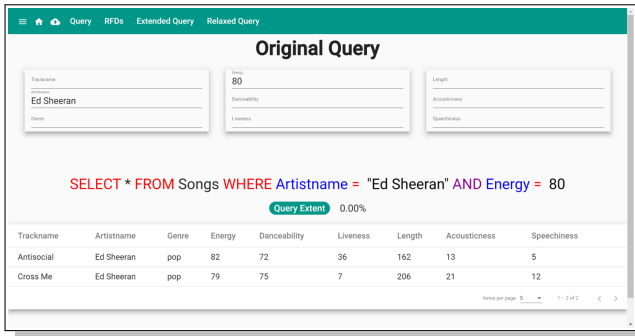 Query RFDs Extended Query Relaxed Query
Original Query
Trackname
Artistname
Ed Sheeran
Genre
Energy
80
Danceability
Liveness
Length
Acousticness
Speechiness
SELECT * FROM Songs WHERE Artistname = "Ed Sheeran" AND Energy = 80
Query Extent 0.00%
Trackname Artistname Genre Energy Danceability Liveness Length Acousticness Speechiness
Antisocial Ed Sheeran pop 82 72 36 162 13 5
Cross Me Ed Sheeran pop 79 75 7 206 21 12
Items per page: 5 1 – 2 of 2